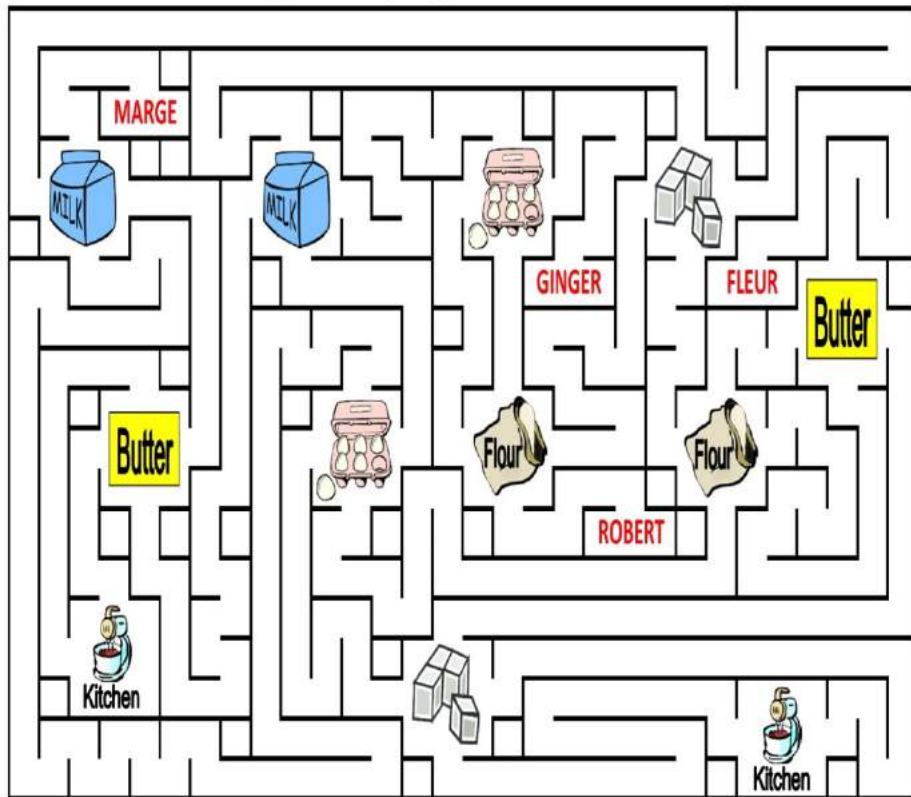 MARGE
MILK
MILK
GINGER
FLEUR
Butter
Flour
Flour
Butter
ROBERT
Kitchen
Kitchen